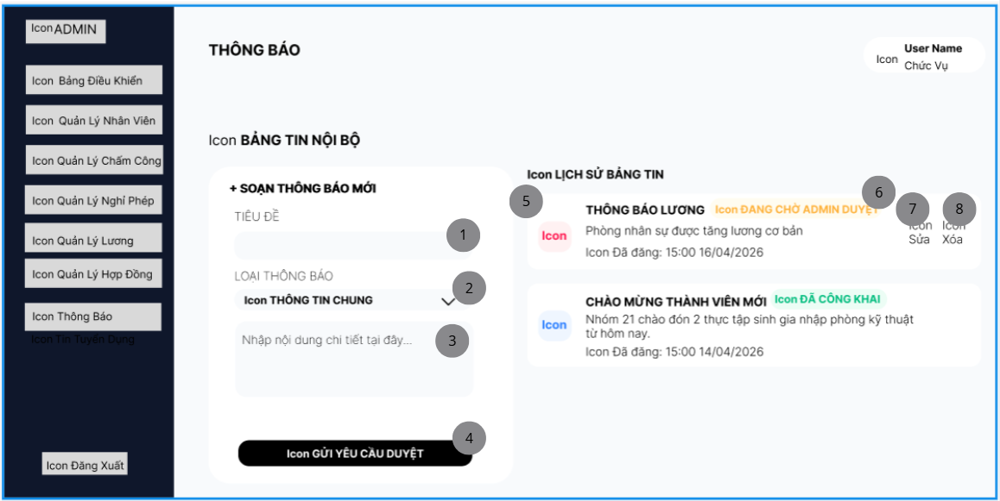 Icon ADMIN
Icon Bảng Điều Khiển
Icon Quản Lý Nhân Viên
Icon Quản Lý Chấm Công
Icon Quản Lý Nghỉ Phép
Icon Quản Lý Lương
Icon Quản Lý Hợp Đồng
Icon Thông Báo
Icon Tin Tuyển Dụng
Icon Đăng Xuất
THÔNG BÁO
Icon
User Name
Chức Vụ
Icon BẢNG TIN NỘI BỘ
+ SOẠN THÔNG BÁO MỚI
TIÊU ĐỀ
1
LOẠI THÔNG BÁO
Icon THÔNG TIN CHUNG
2
Nhập nội dung chi tiết tại đây...
3
4
Icon GỬI YÊU CẦU DUYỆT
Icon LỊCH SỬ BẢNG TIN
5
6
7
8
Icon
THÔNG BÁO LƯƠNG Icon ĐANG CHỜ ADMIN DUYỆT
Phòng nhân sự được tăng lương cơ bản
Icon Đã đăng: 15:00 16/04/2026
Icon
Sửa
Icon
Xóa
Icon
CHÀO MỪNG THÀNH VIÊN MỚI Icon ĐÃ CÔNG KHAI
Nhóm 21 chào đón 2 thực tập sinh gia nhập phòng kỹ thuật
từ hôm nay.
Icon Đã đăng: 15:00 14/04/2026